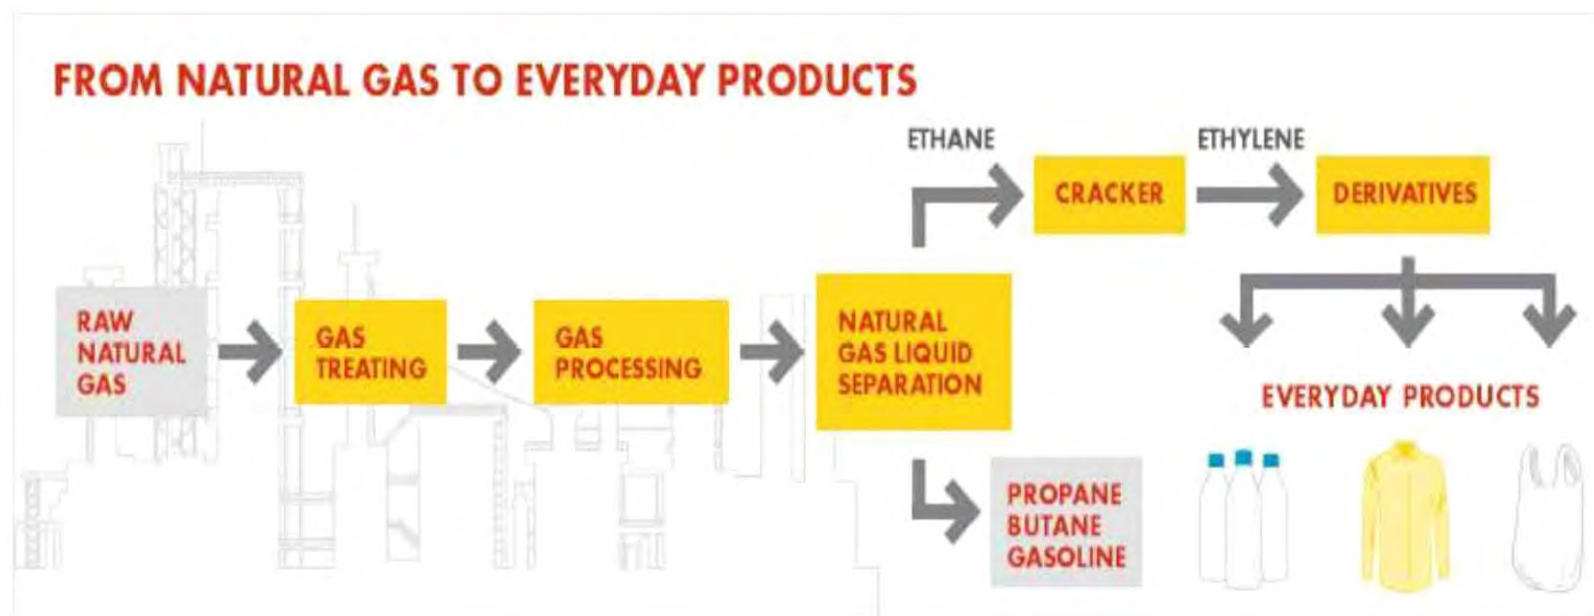 FROM NATURAL GAS TO EVERYDAY PRODUCTS
ETHANE
ETHYLENE
CRACKER
DERIVATIVES
RAW
NATURAL
GAS
GAS
TREATING
GAS
PROCESSING
NATURAL
GAS LIQUID
SEPARATION
EVERYDAY PRODUCTS
PROPANE
BUTANE
GASOLINE